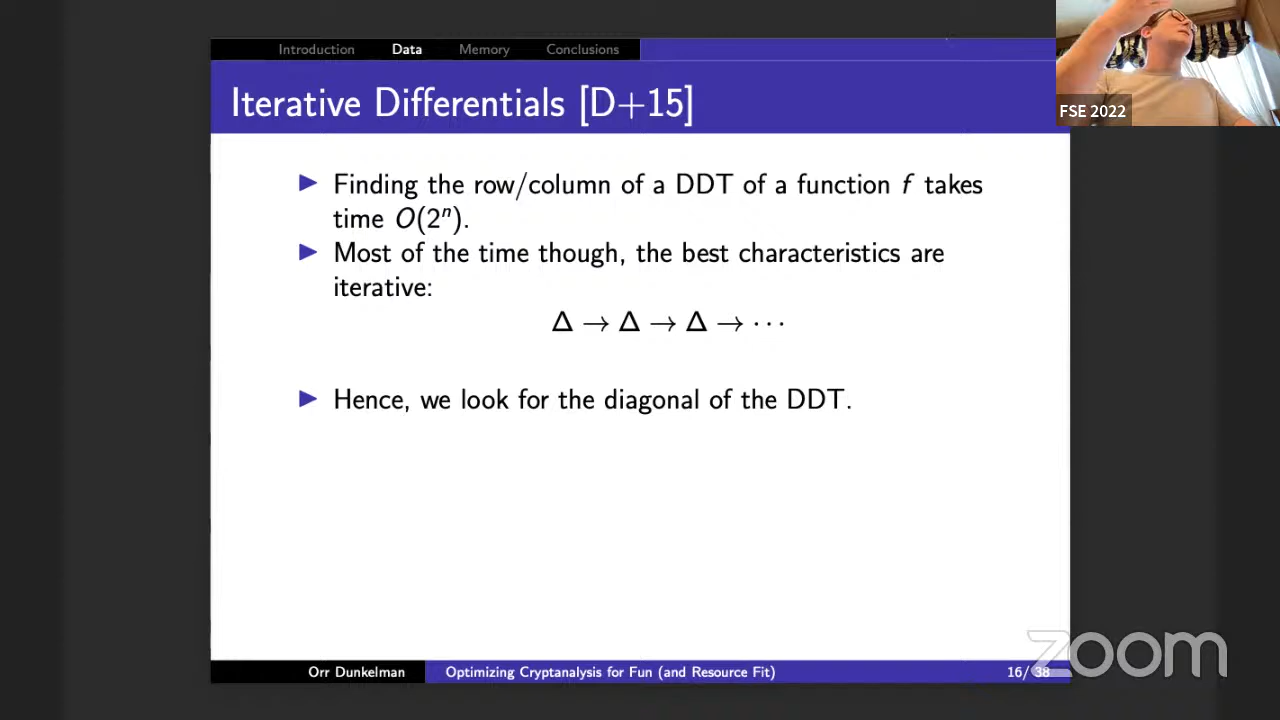 Introduction Data Memory Conclusions
Iterative Differentials [D+15]
FSE 2022
▶ Finding the row/column of a DDT of a function f takes
time O(2ⁿ).
▶ Most of the time though, the best characteristics are
iterative:
Δ → Δ → Δ → ···
▶ Hence, we look for the diagonal of the DDT.
Orr Dunkelman Optimizing Cryptanalysis for Fun (and Resource Fit) 16/38
zoom